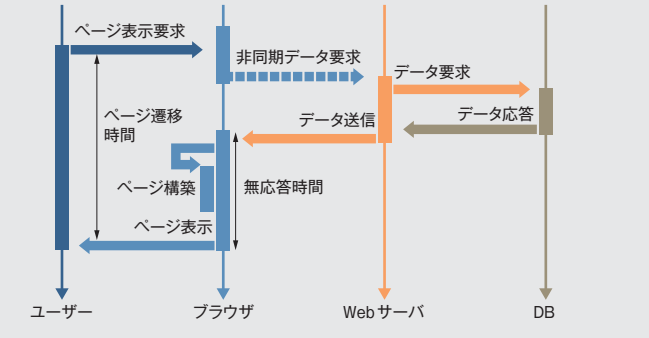 ページ表示要求
非同期データ要求
データ要求
データ応答
データ送信
ページ遷移
時間
ページ構築
無応答時間
ページ表示
ユーザー
ブラウザ
Webサーバ
DB